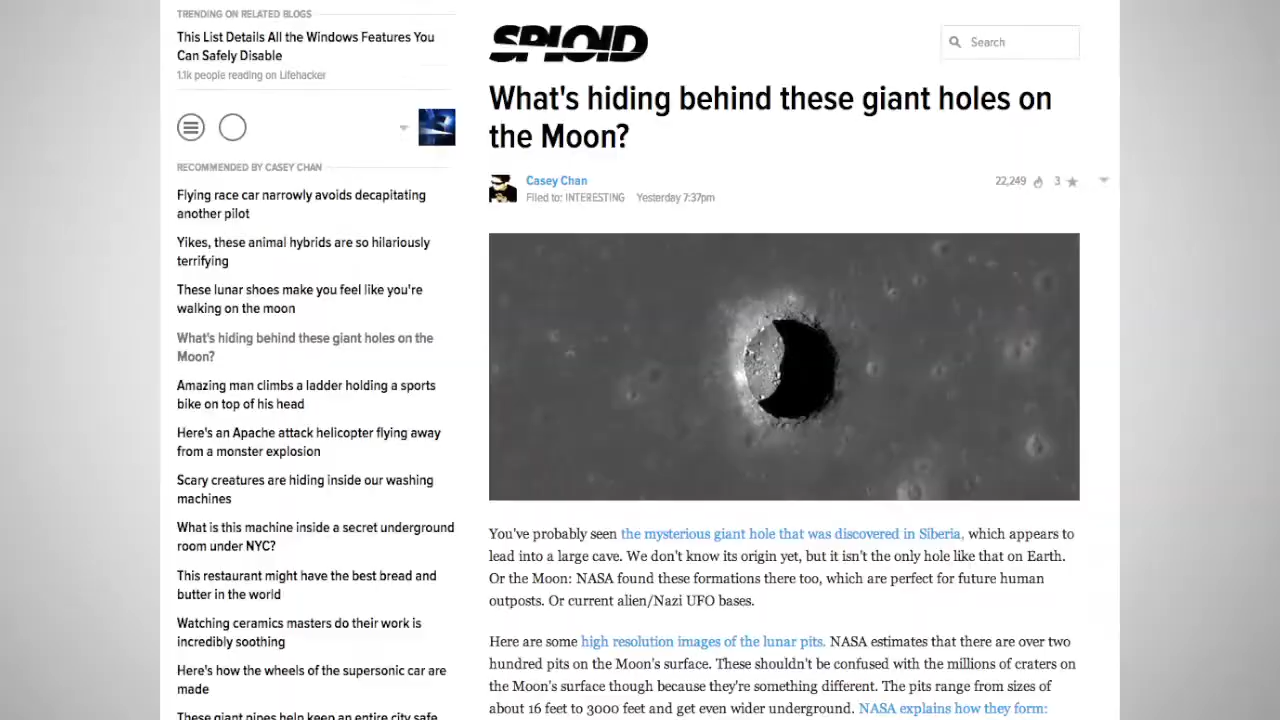 TRENDING ON RELATED BLOGS
This List Details All the Windows Features You
Can Safely Disable
1.1k people reading on Lifehacker
RECOMMENDED BY CASEY CHAN
Flying race car narrowly avoids decapitating
another pilot
Yikes, these animal hybrids are so hilariously
terrifying
These lunar shoes make you feel like you're
walking on the moon
What's hiding behind these giant holes on the
Moon?
Amazing man climbs a ladder holding a sports
bike on top of his head
Here's an Apache attack helicopter flying away
from a monster explosion
Scary creatures are hiding inside our washing
machines
What is this machine inside a secret underground
room under NYC?
This restaurant might have the best bread and
butter in the world
Watching ceramics masters do their work is
incredibly soothing
Here's how the wheels of the supersonic car are
made
These giant pipes help keep an entire city safe
SPLOID
Search
What's hiding behind these giant holes on
the Moon?
Casey Chan
22,249 3
Filed to: INTERESTING Yesterday 7:37pm
You've probably seen the mysterious giant hole that was discovered in Siberia, which appears to
lead into a large cave. We don't know its origin yet, but it isn't the only hole like that on Earth.
Or the Moon: NASA found these formations there too, which are perfect for future human
outposts. Or current alien/Nazi UFO bases.
Here are some high resolution images of the lunar pits. NASA estimates that there are over two
hundred pits on the Moon's surface. These shouldn't be confused with the millions of craters on
the Moon's surface though because they're something different. The pits range from sizes of
about 16 feet to 3000 feet and get even wider underground. NASA explains how they form: